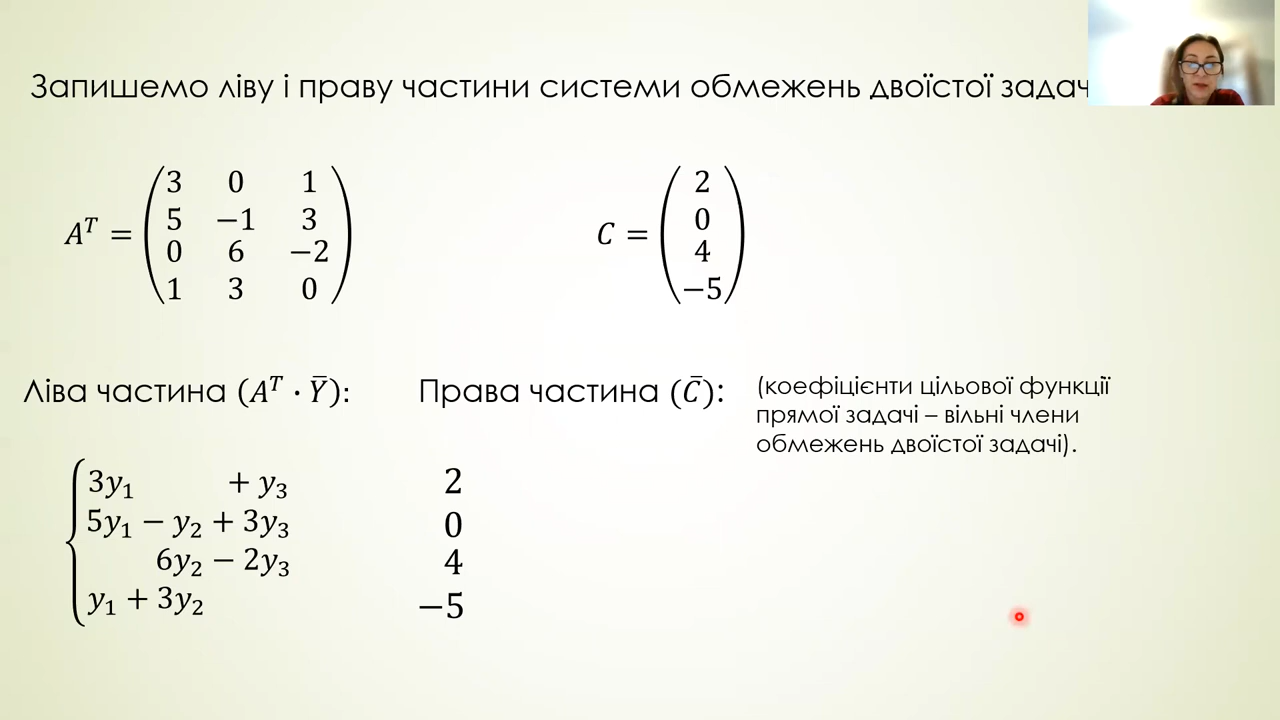 Запишемо ліву і праву частини системи обмежень двоїстої задач
A^T = (3 0 1; 5 −1 3; 0 6 −2; 1 3 0)
C = (2; 0; 4; −5)
Ліва частина (A^T · Ȳ):
Права частина (C̄):
(коефіцієнти цільової функції
прямої задачі – вільні члени
обмежень двоїстої задачі).
3y₁ + y₃ 2
5y₁ − y₂ + 3y₃ 0
6y₂ − 2y₃ 4
y₁ + 3y₂ −5